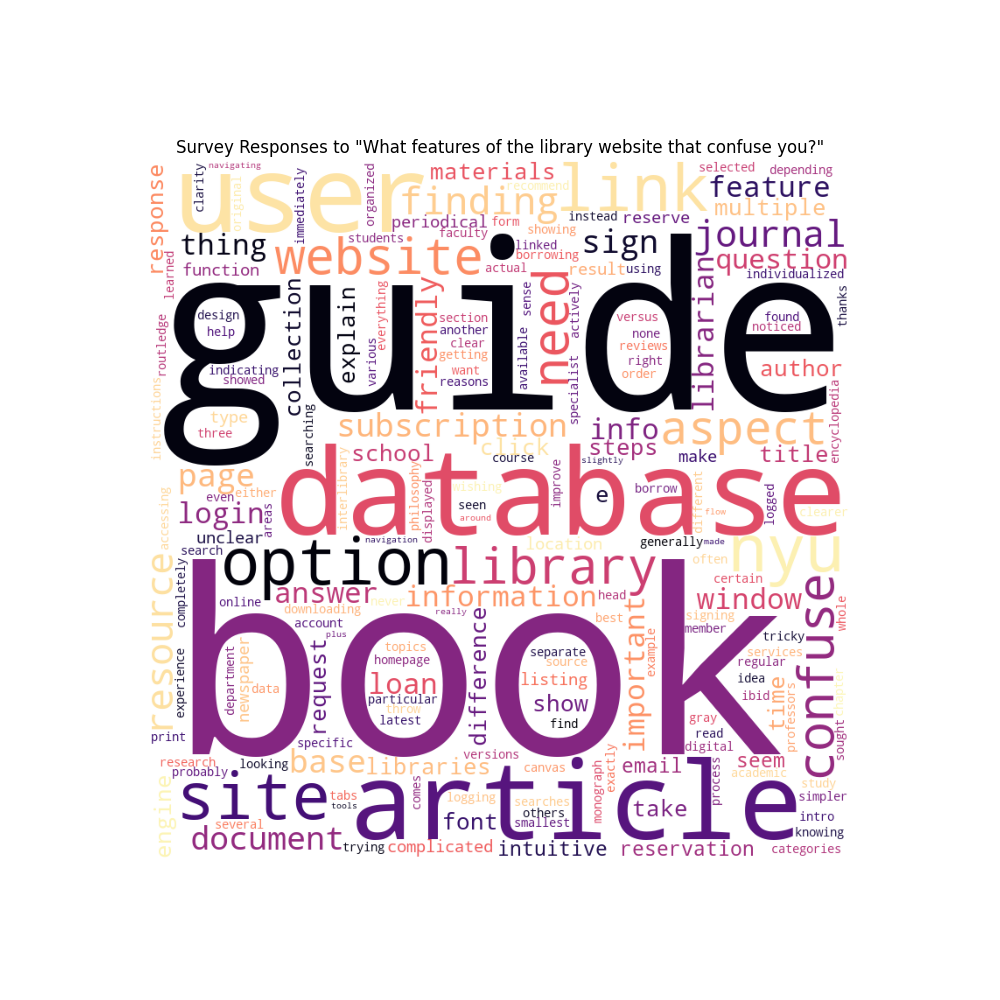 Survey Responses to "What features of the library website that confuse you?"
navigating
user
clarity
original
immediately
organized
materials
finding
recommend
link
selected
depending
feature
multiple
response
learned
thing
function
website
students
periodical
faculty
form
showing
instead
reserve
linked
borrowing
actual
sign
result
using
journal
question
individualized
thanks
guide
design
help
indicating
showed
collection
explain
various
everything
friendly
section
another
clear
getting
want
reasons
available
sense
need
actively
specialist
versus
none
reviews
right
order
librarian
found
noticed
author
encyclopedia
routledge
instructions
type
three
searching
subscription
click
info
steps
aspect
make
title
school
course
slightly
page
even
either
database
interlibrary
philosophy
displayed
wishing
seen
around
improve
e
borrow
different
flow
logged
clearer
login
areas
unclear
accessing
search
option
navigation
library
location
generally
made
often
nyu
resource
completely
experience
answer
information
never
head
certain
window
confuse
whole
online
downloading
account
plus
really
best
signing
member
tricky
book
department
newspaper
data
request
topics
homepage
loan
particular
throw
latest
difference
separate
source
listing
show
find
important
example
services
regular
idea
ibid
time
professors
gray
read
digital
sought
chapter
print
specific
research
probably
looking
base
libraries
versions
canvas
exactly
email
process
seem
academic
study
engine
site
several
tabs
tools
comes
article
logging
searches
others
smallest
monograph
take
simpler
intro
knowing
document
trying
complicated
font
intuitive
reservation
categories